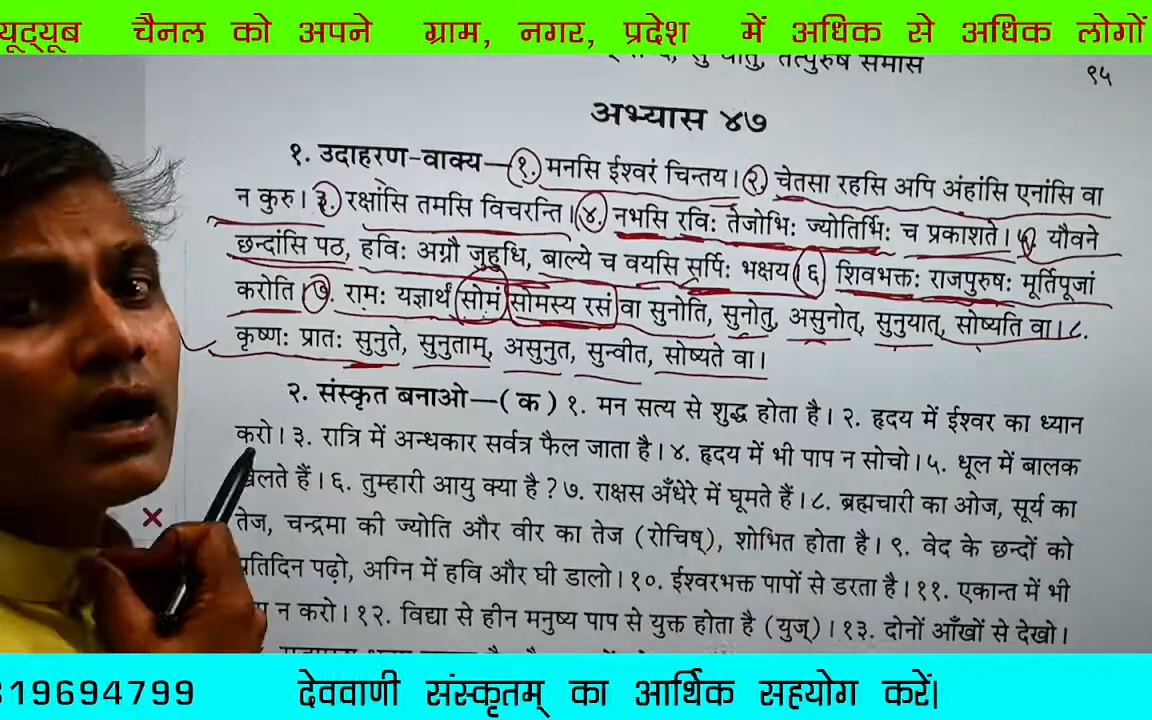 यूट्यूब चैनल को अपने ग्राम, नगर, प्रदेश में अधिक से अधिक लोगों
तत्पुरुष समास
९५
अभ्यास ४७
१. उदाहरण-वाक्य—१. मनसि ईश्वरं चिन्तय। २. चेतसा रहसि अपि अंहांसि एनांसि वा
न कुरु। ३. रक्षांसि तमसि विचरन्ति। ४. नभसि रविः तेजोभिः ज्योतिर्भिः च प्रकाशते। ५. यौवने
छन्दांसि पठ, हविः अग्नौ जुहुधि, बाल्ये च वयसि सर्पिः भक्षय। ६. शिवभक्तः राजपुरुषः मूर्तिपूजां
करोति। ७. रामः यज्ञार्थं सोमं सोमस्य रसं वा सुनोति, सुनोतु, असुनोत्, सुनुयात्, सोष्यति वा। ८.
कृष्णः प्रातः सुनुते, सुनुताम्, असुनुत, सुन्वीत, सोष्यते वा।
२. संस्कृत बनाओ—(क) १. मन सत्य से शुद्ध होता है। २. हृदय में ईश्वर का ध्यान
करो। ३. रात्रि में अन्धकार सर्वत्र फैल जाता है। ४. हृदय में भी पाप न सोचो। ५. धूल में बालक
खेलते हैं। ६. तुम्हारी आयु क्या है? ७. राक्षस अँधेरे में घूमते हैं। ८. ब्रह्मचारी का ओज, सूर्य का
तेज, चन्द्रमा की ज्योति और वीर का तेज (रोचिष्), शोभित होता है। ९. वेद के छन्दों को
प्रतिदिन पढ़ो, अग्नि में हवि और घी डालो। १०. ईश्वरभक्त पापों से डरता है। ११. एकान्त में भी
न करो। १२. विद्या से हीन मनुष्य पाप से युक्त होता है (युज्)। १३. दोनों आँखों से देखो।
319694799 देववाणी संस्कृतम् का आर्थिक सहयोग करें।